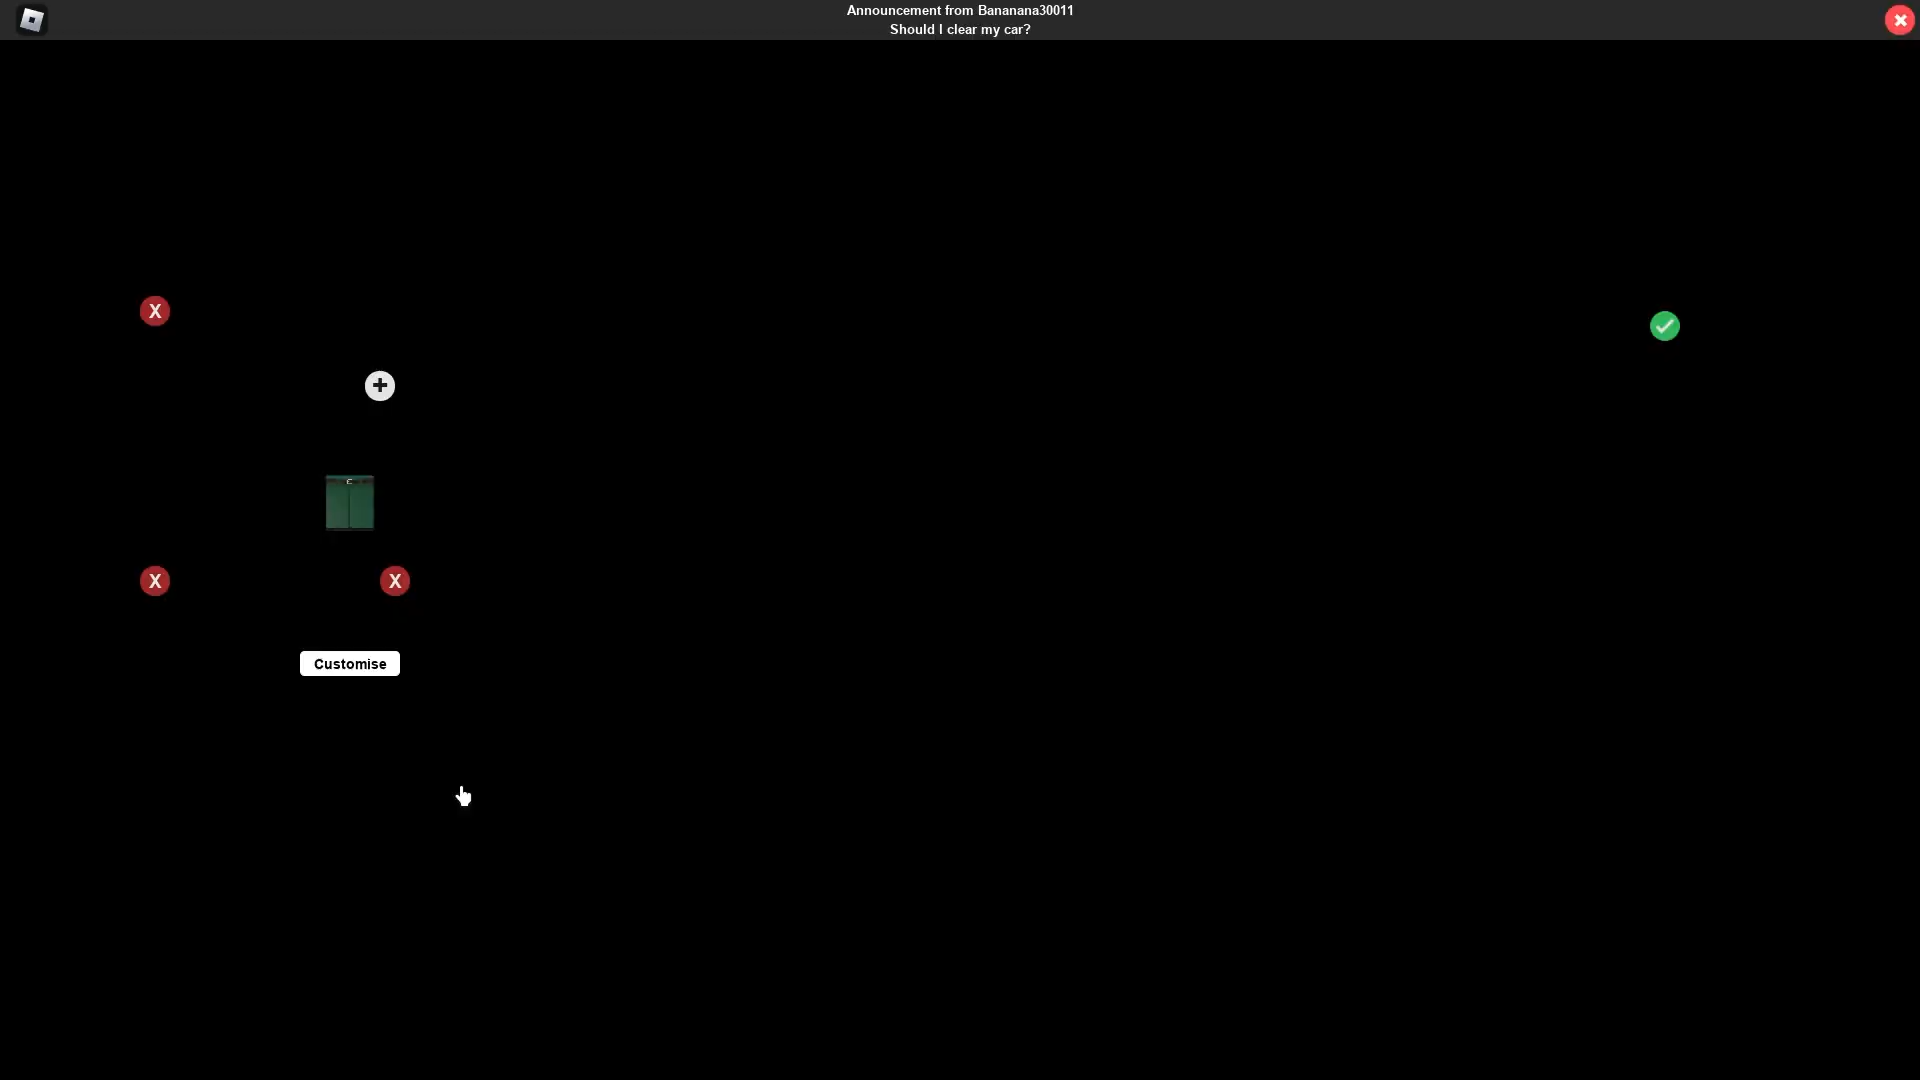 Announcement from Bananana30011
Should I clear my car?
X
X
X
Customise